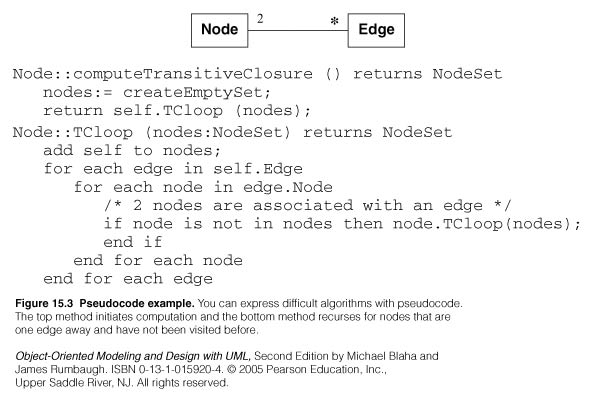 Node 2 * Edge
Node::computeTransitiveClosure () returns NodeSet
nodes:= createEmptySet;
return self.TCloop (nodes);
Node::TCloop (nodes:NodeSet) returns NodeSet
add self to nodes;
for each edge in self.Edge
for each node in edge.Node
/* 2 nodes are associated with an edge */
if node is not in nodes then node.TCloop(nodes);
end if
end for each node
end for each edge
Figure 15.3 Pseudocode example. You can express difficult algorithms with pseudocode.
The top method initiates computation and the bottom method recurses for nodes that are
one edge away and have not been visited before.
Object-Oriented Modeling and Design with UML, Second Edition by Michael Blaha and
James Rumbaugh. ISBN 0-13-1-015920-4. © 2005 Pearson Education, Inc.,
Upper Saddle River, NJ. All rights reserved.